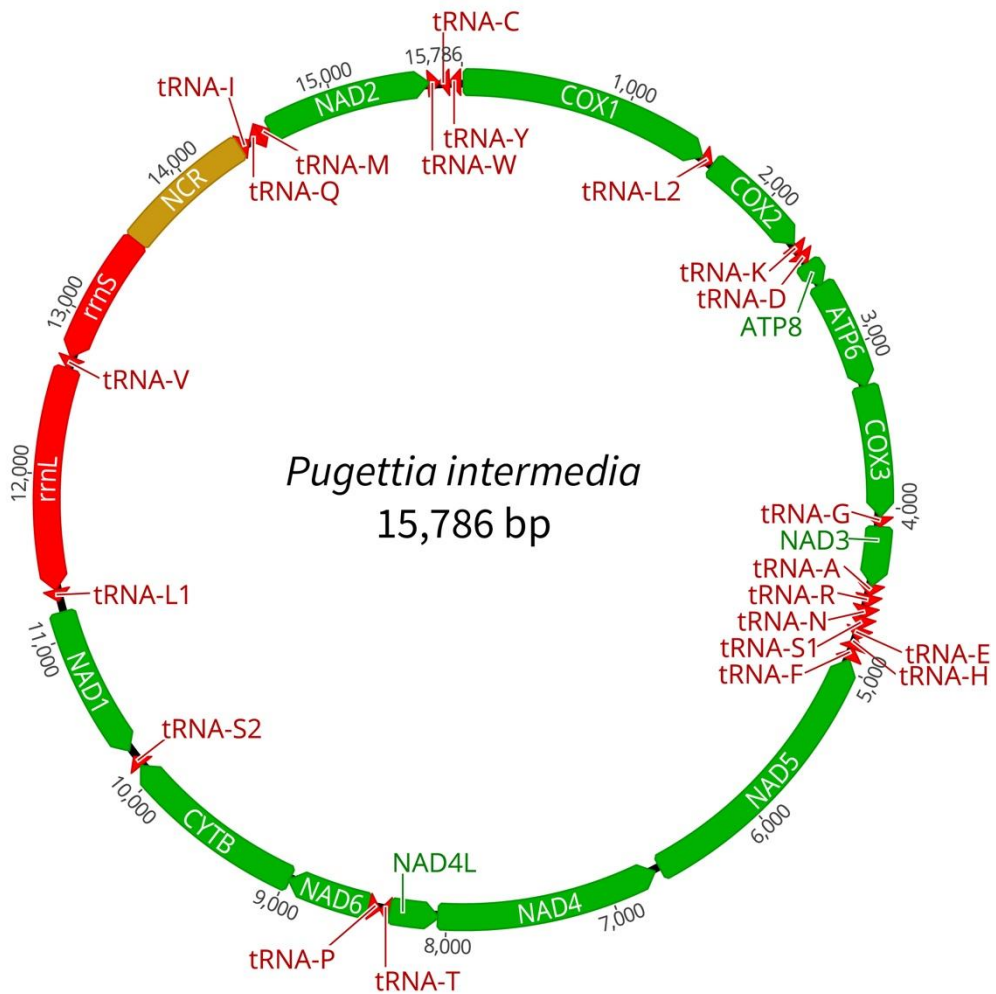 tRNA-C
15,786
tRNA-Y
tRNA-W
COX1
1,000
tRNA-L2
COX2
2,000
tRNA-K
tRNA-D
ATP8
ATP6
3,000
COX3
4,000
tRNA-G
NAD3
tRNA-A
tRNA-R
tRNA-N
tRNA-S1
tRNA-E
tRNA-H
tRNA-F
5,000
NAD5
6,000
NAD4
7,000
NAD4L
8,000
tRNA-T
tRNA-P
NAD6
9,000
CYTB
10,000
tRNA-S2
NAD1
11,000
tRNA-L1
rrnL
12,000
tRNA-V
rrnS
13,000
NCR
14,000
tRNA-I
tRNA-Q
tRNA-M
NAD2
15,000
Pugettia intermedia
15,786 bp